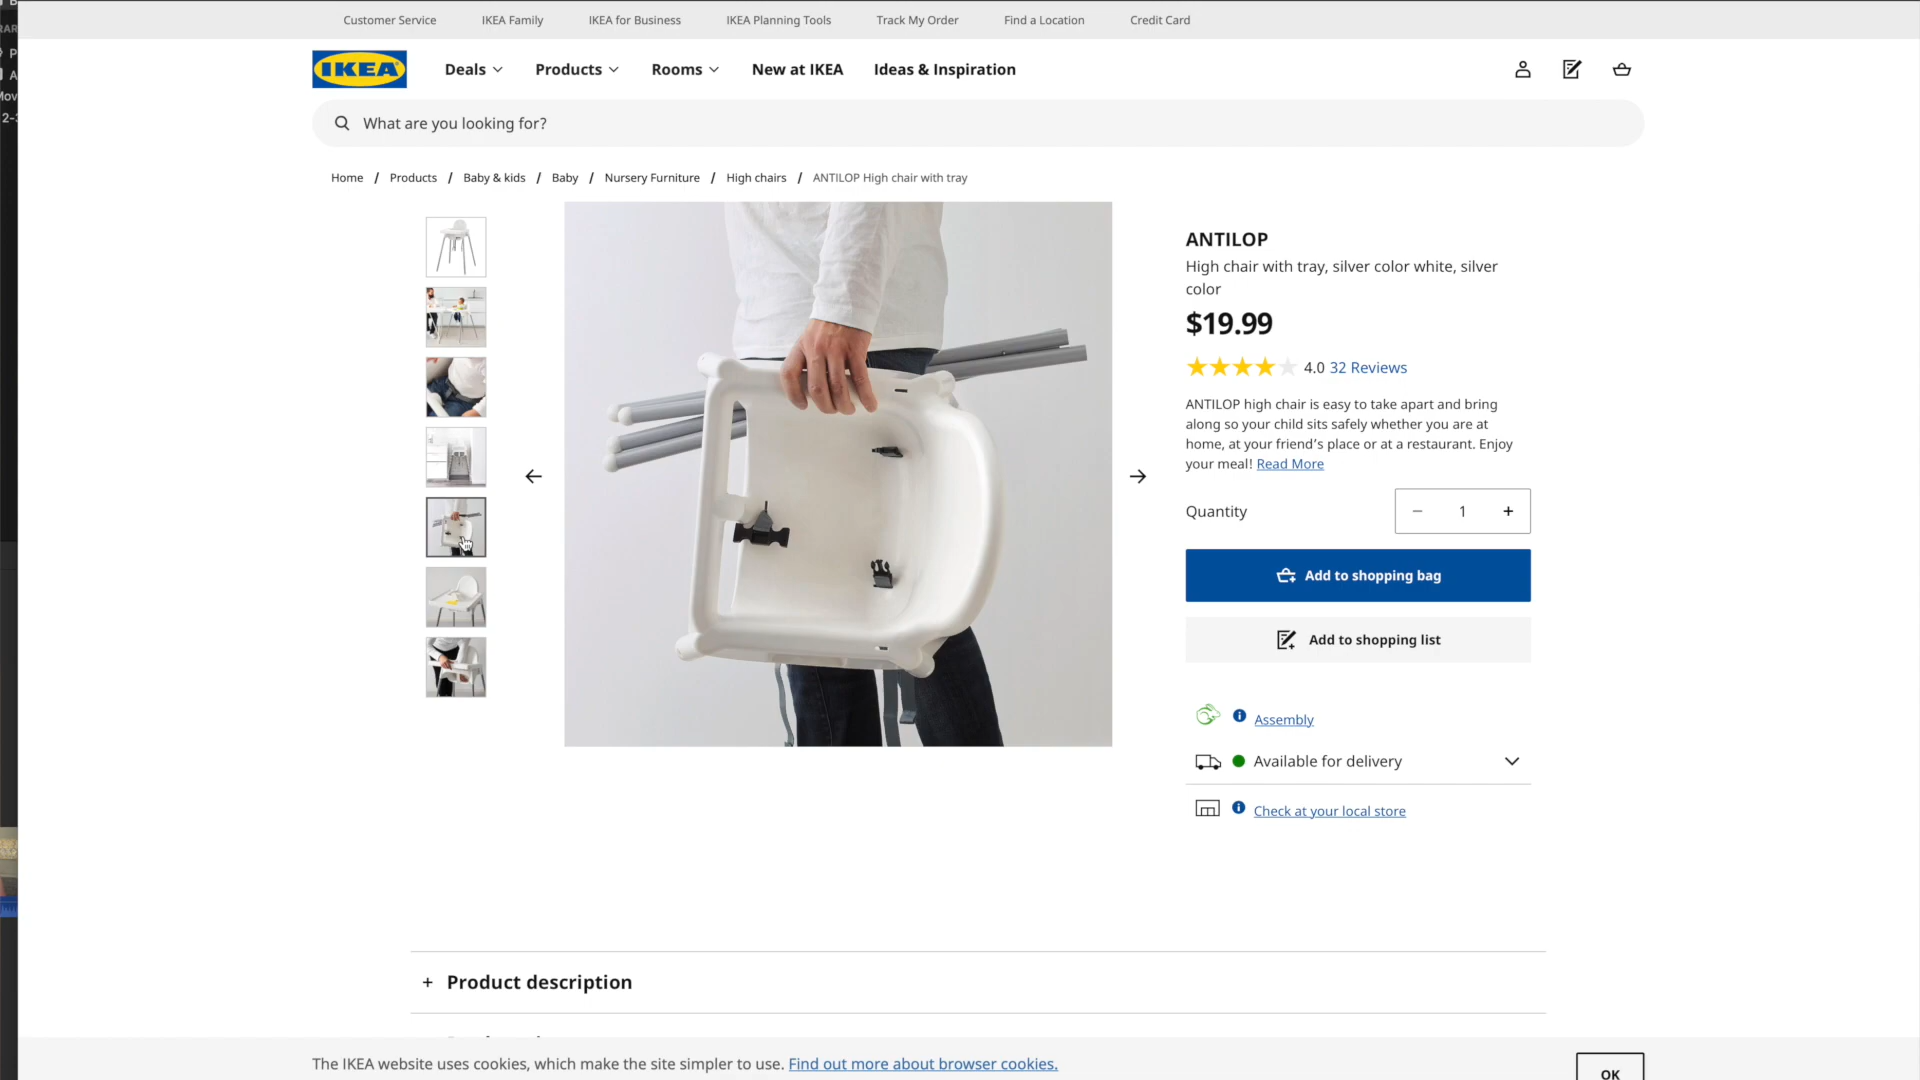 Customer Service IKEA Family IKEA for Business IKEA Planning Tools Track My Order Find a Location Credit Card
IKEA Deals Products Rooms New at IKEA Ideas & Inspiration
What are you looking for?
Home / Products / Baby & kids / Baby / Nursery Furniture / High chairs / ANTILOP High chair with tray
ANTILOP
High chair with tray, silver color white, silver
color
$19.99
4.0 32 Reviews
ANTILOP high chair is easy to take apart and bring
along so your child sits safely whether you are at
home, at your friend's place or at a restaurant. Enjoy
your meal! Read More
Quantity − 1 +
Add to shopping bag
Add to shopping list
Assembly
Available for delivery
Check at your local store
+ Product description
The IKEA website uses cookies, which make the site simpler to use. Find out more about browser cookies.
OK